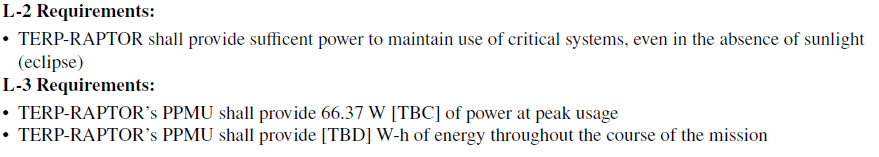 L-2 Requirements:
• TERP-RAPTOR shall provide sufficent power to maintain use of critical systems, even in the absence of sunlight
(eclipse)
L-3 Requirements:
• TERP-RAPTOR's PPMU shall provide 66.37 W [TBC] of power at peak usage
• TERP-RAPTOR's PPMU shall provide [TBD] W-h of energy throughout the course of the mission